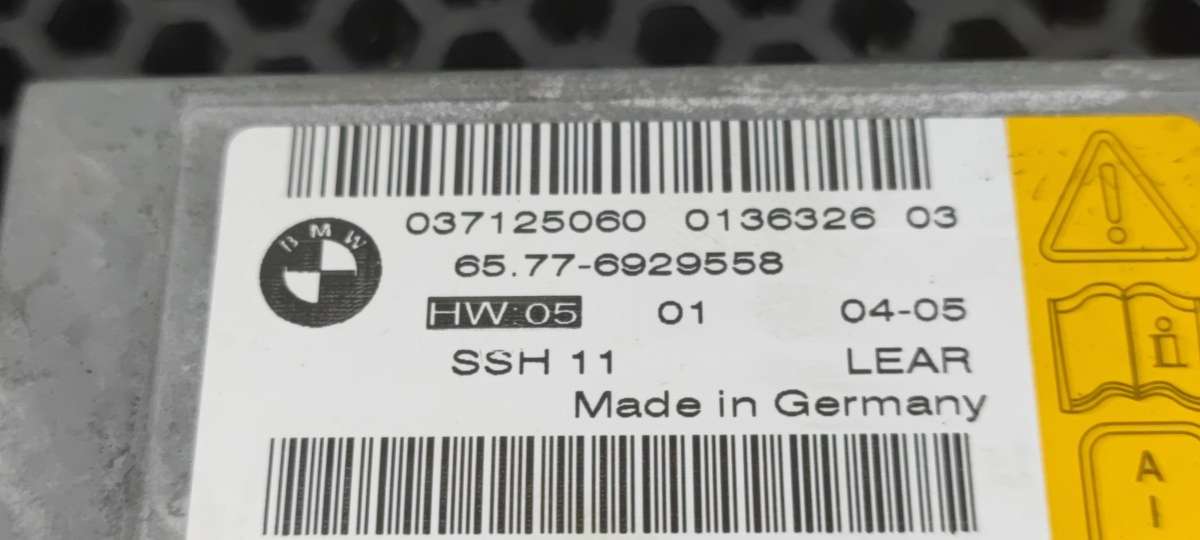 037125060 0136326 03
BMW
65.77-6929558
HW:05 01 04-05
SSH 11 LEAR
Made in Germany
i
A